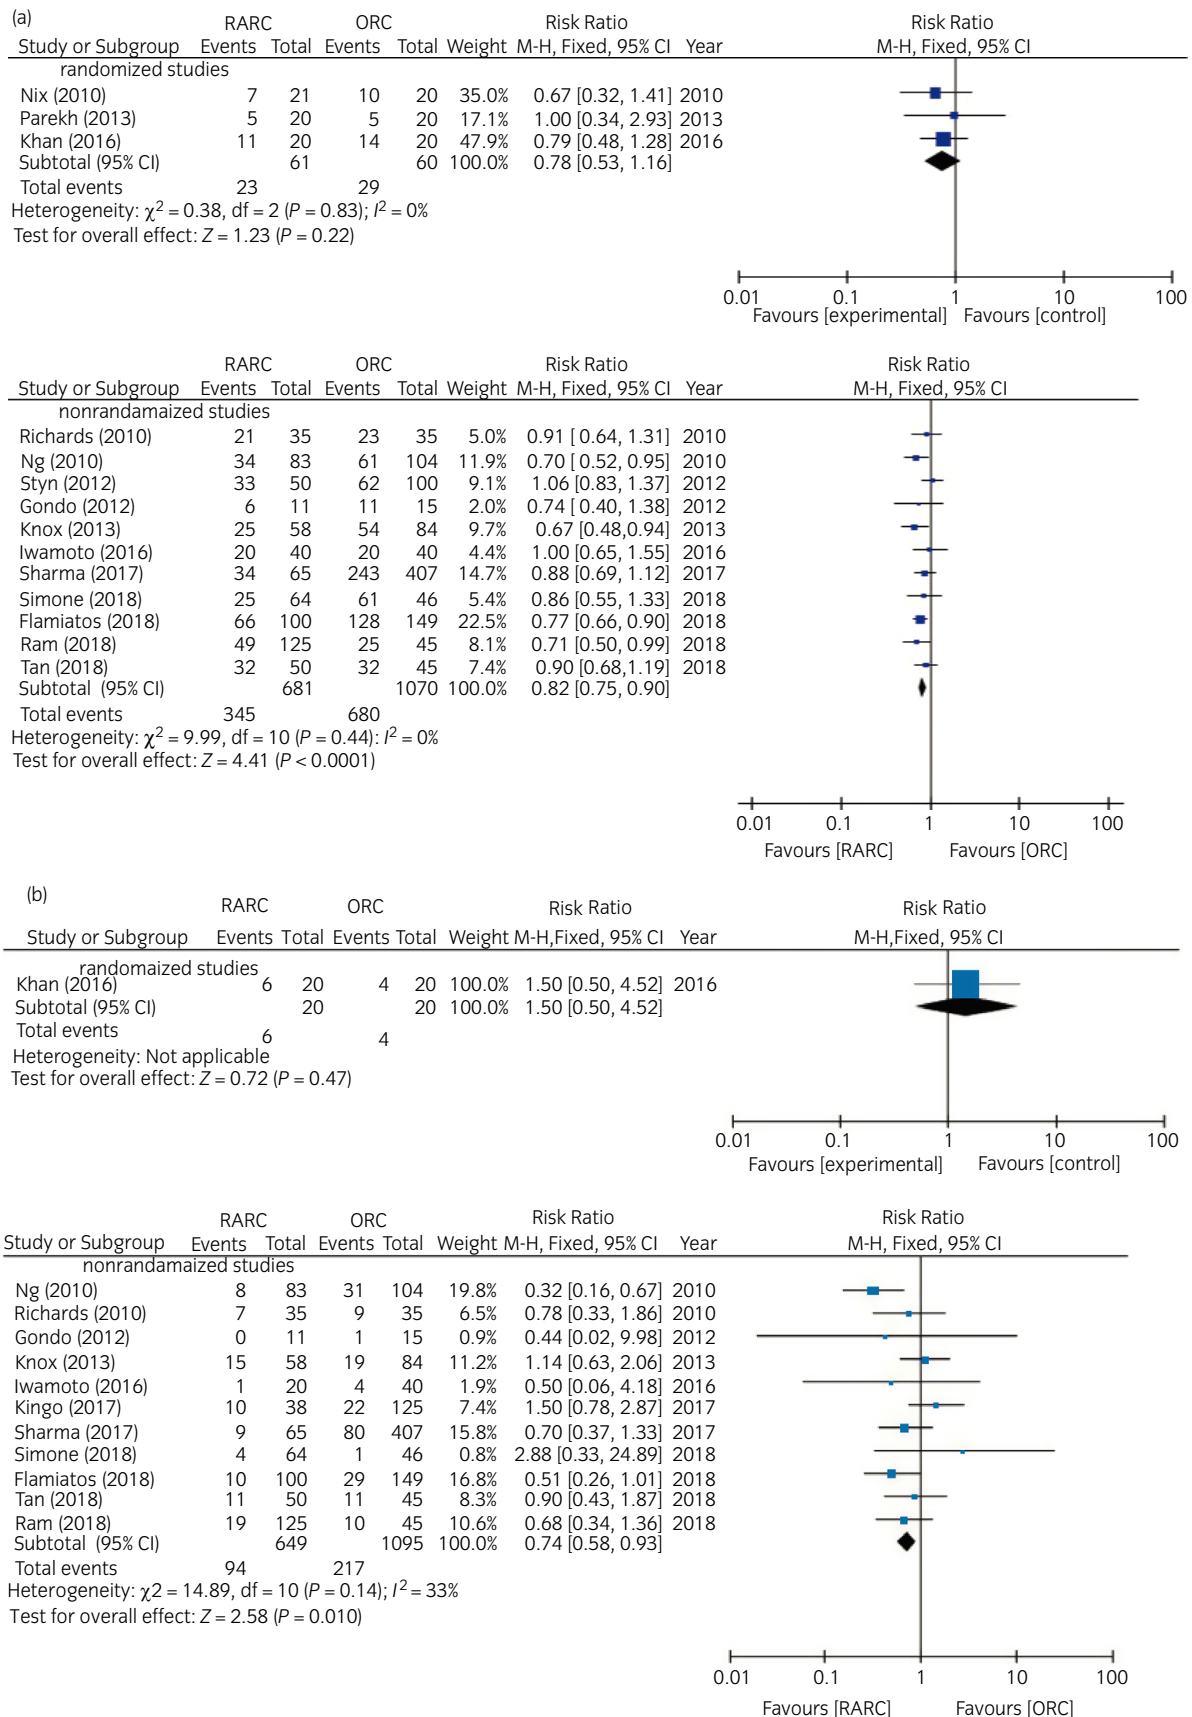 (a)
RARC ORC Risk Ratio Risk Ratio
Study or Subgroup Events Total Events Total Weight M-H, Fixed, 95% CI Year M-H, Fixed, 95% CI
randomized studies
Nix (2010) 7 21 10 20 35.0% 0.67 [0.32, 1.41] 2010
Parekh (2013) 5 20 5 20 17.1% 1.00 [0.34, 2.93] 2013
Khan (2016) 11 20 14 20 47.9% 0.79 [0.48, 1.28] 2016
Subtotal (95% CI) 61 60 100.0% 0.78 [0.53, 1.16]
Total events 23 29
Heterogeneity: χ2 = 0.38, df = 2 (P = 0.83); I2 = 0%
Test for overall effect: Z = 1.23 (P = 0.22)
0.01 0.1 1 10 100
Favours [experimental] Favours [control]
RARC ORC Risk Ratio Risk Ratio
Study or Subgroup Events Total Events Total Weight M-H, Fixed, 95% CI Year M-H, Fixed, 95% CI
nonrandamaized studies
Richards (2010) 21 35 23 35 5.0% 0.91 [ 0.64, 1.31] 2010
Ng (2010) 34 83 61 104 11.9% 0.70 [ 0.52, 0.95] 2010
Styn (2012) 33 50 62 100 9.1% 1.06 [0.83, 1.37] 2012
Gondo (2012) 6 11 11 15 2.0% 0.74 [ 0.40, 1.38] 2012
Knox (2013) 25 58 54 84 9.7% 0.67 [0.48,0.94] 2013
Iwamoto (2016) 20 40 20 40 4.4% 1.00 [0.65, 1.55] 2016
Sharma (2017) 34 65 243 407 14.7% 0.88 [0.69, 1.12] 2017
Simone (2018) 25 64 61 46 5.4% 0.86 [0.55, 1.33] 2018
Flamiatos (2018) 66 100 128 149 22.5% 0.77 [0.66, 0.90] 2018
Ram (2018) 49 125 25 45 8.1% 0.71 [0.50, 0.99] 2018
Tan (2018) 32 50 32 45 7.4% 0.90 [0.68,1.19] 2018
Subtotal (95% CI) 681 1070 100.0% 0.82 [0.75, 0.90]
Total events 345 680
Heterogeneity: χ2 = 9.99, df = 10 (P = 0.44): I2 = 0%
Test for overall effect: Z = 4.41 (P < 0.0001)
0.01 0.1 1 10 100
Favours [RARC] Favours [ORC]
(b)
RARC ORC Risk Ratio Risk Ratio
Study or Subgroup Events Total Events Total Weight M-H,Fixed, 95% CI Year M-H,Fixed, 95% CI
randomaized studies
Khan (2016) 6 20 4 20 100.0% 1.50 [0.50, 4.52] 2016
Subtotal (95% CI) 20 20 100.0% 1.50 [0.50, 4.52]
Total events 6 4
Heterogeneity: Not applicable
Test for overall effect: Z = 0.72 (P = 0.47)
0.01 0.1 1 10 100
Favours [experimental] Favours [control]
RARC ORC Risk Ratio Risk Ratio
Study or Subgroup Events Total Events Total Weight M-H, Fixed, 95% CI Year M-H, Fixed, 95% CI
nonrandamaized studies
Ng (2010) 8 83 31 104 19.8% 0.32 [0.16, 0.67] 2010
Richards (2010) 7 35 9 35 6.5% 0.78 [0.33, 1.86] 2010
Gondo (2012) 0 11 1 15 0.9% 0.44 [0.02, 9.98] 2012
Knox (2013) 15 58 19 84 11.2% 1.14 [0.63, 2.06] 2013
Iwamoto (2016) 1 20 4 40 1.9% 0.50 [0.06, 4.18] 2016
Kingo (2017) 10 38 22 125 7.4% 1.50 [0.78, 2.87] 2017
Sharma (2017) 9 65 80 407 15.8% 0.70 [0.37, 1.33] 2017
Simone (2018) 4 64 1 46 0.8% 2.88 [0.33, 24.89] 2018
Flamiatos (2018) 10 100 29 149 16.8% 0.51 [0.26, 1.01] 2018
Tan (2018) 11 50 11 45 8.3% 0.90 [0.43, 1.87] 2018
Ram (2018) 19 125 10 45 10.6% 0.68 [0.34, 1.36] 2018
Subtotal (95% CI) 649 1095 100.0% 0.74 [0.58, 0.93]
Total events 94 217
Heterogeneity: χ2 = 14.89, df = 10 (P = 0.14); I2 = 33%
Test for overall effect: Z = 2.58 (P = 0.010)
0.01 0.1 1 10 100
Favours [RARC] Favours [ORC]